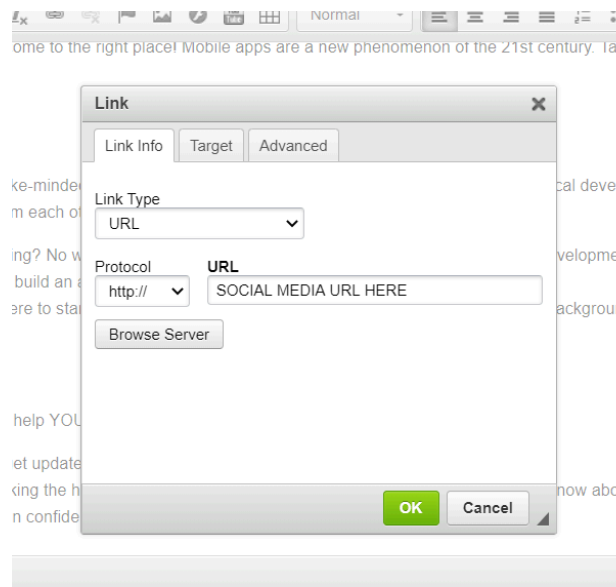 Normal
ome to the right place! Mobile apps are a new phenomenon of the 21st century. Ta
Link
Link Info Target Advanced
ke-minde cal deve
m each ot
Link Type
URL
ing? No w velopme
Protocol URL
build an a
http:// SOCIAL MEDIA URL HERE
ere to star ackgrou
Browse Server
help YOU
et update
king the h now abo
n confide
OK Cancel